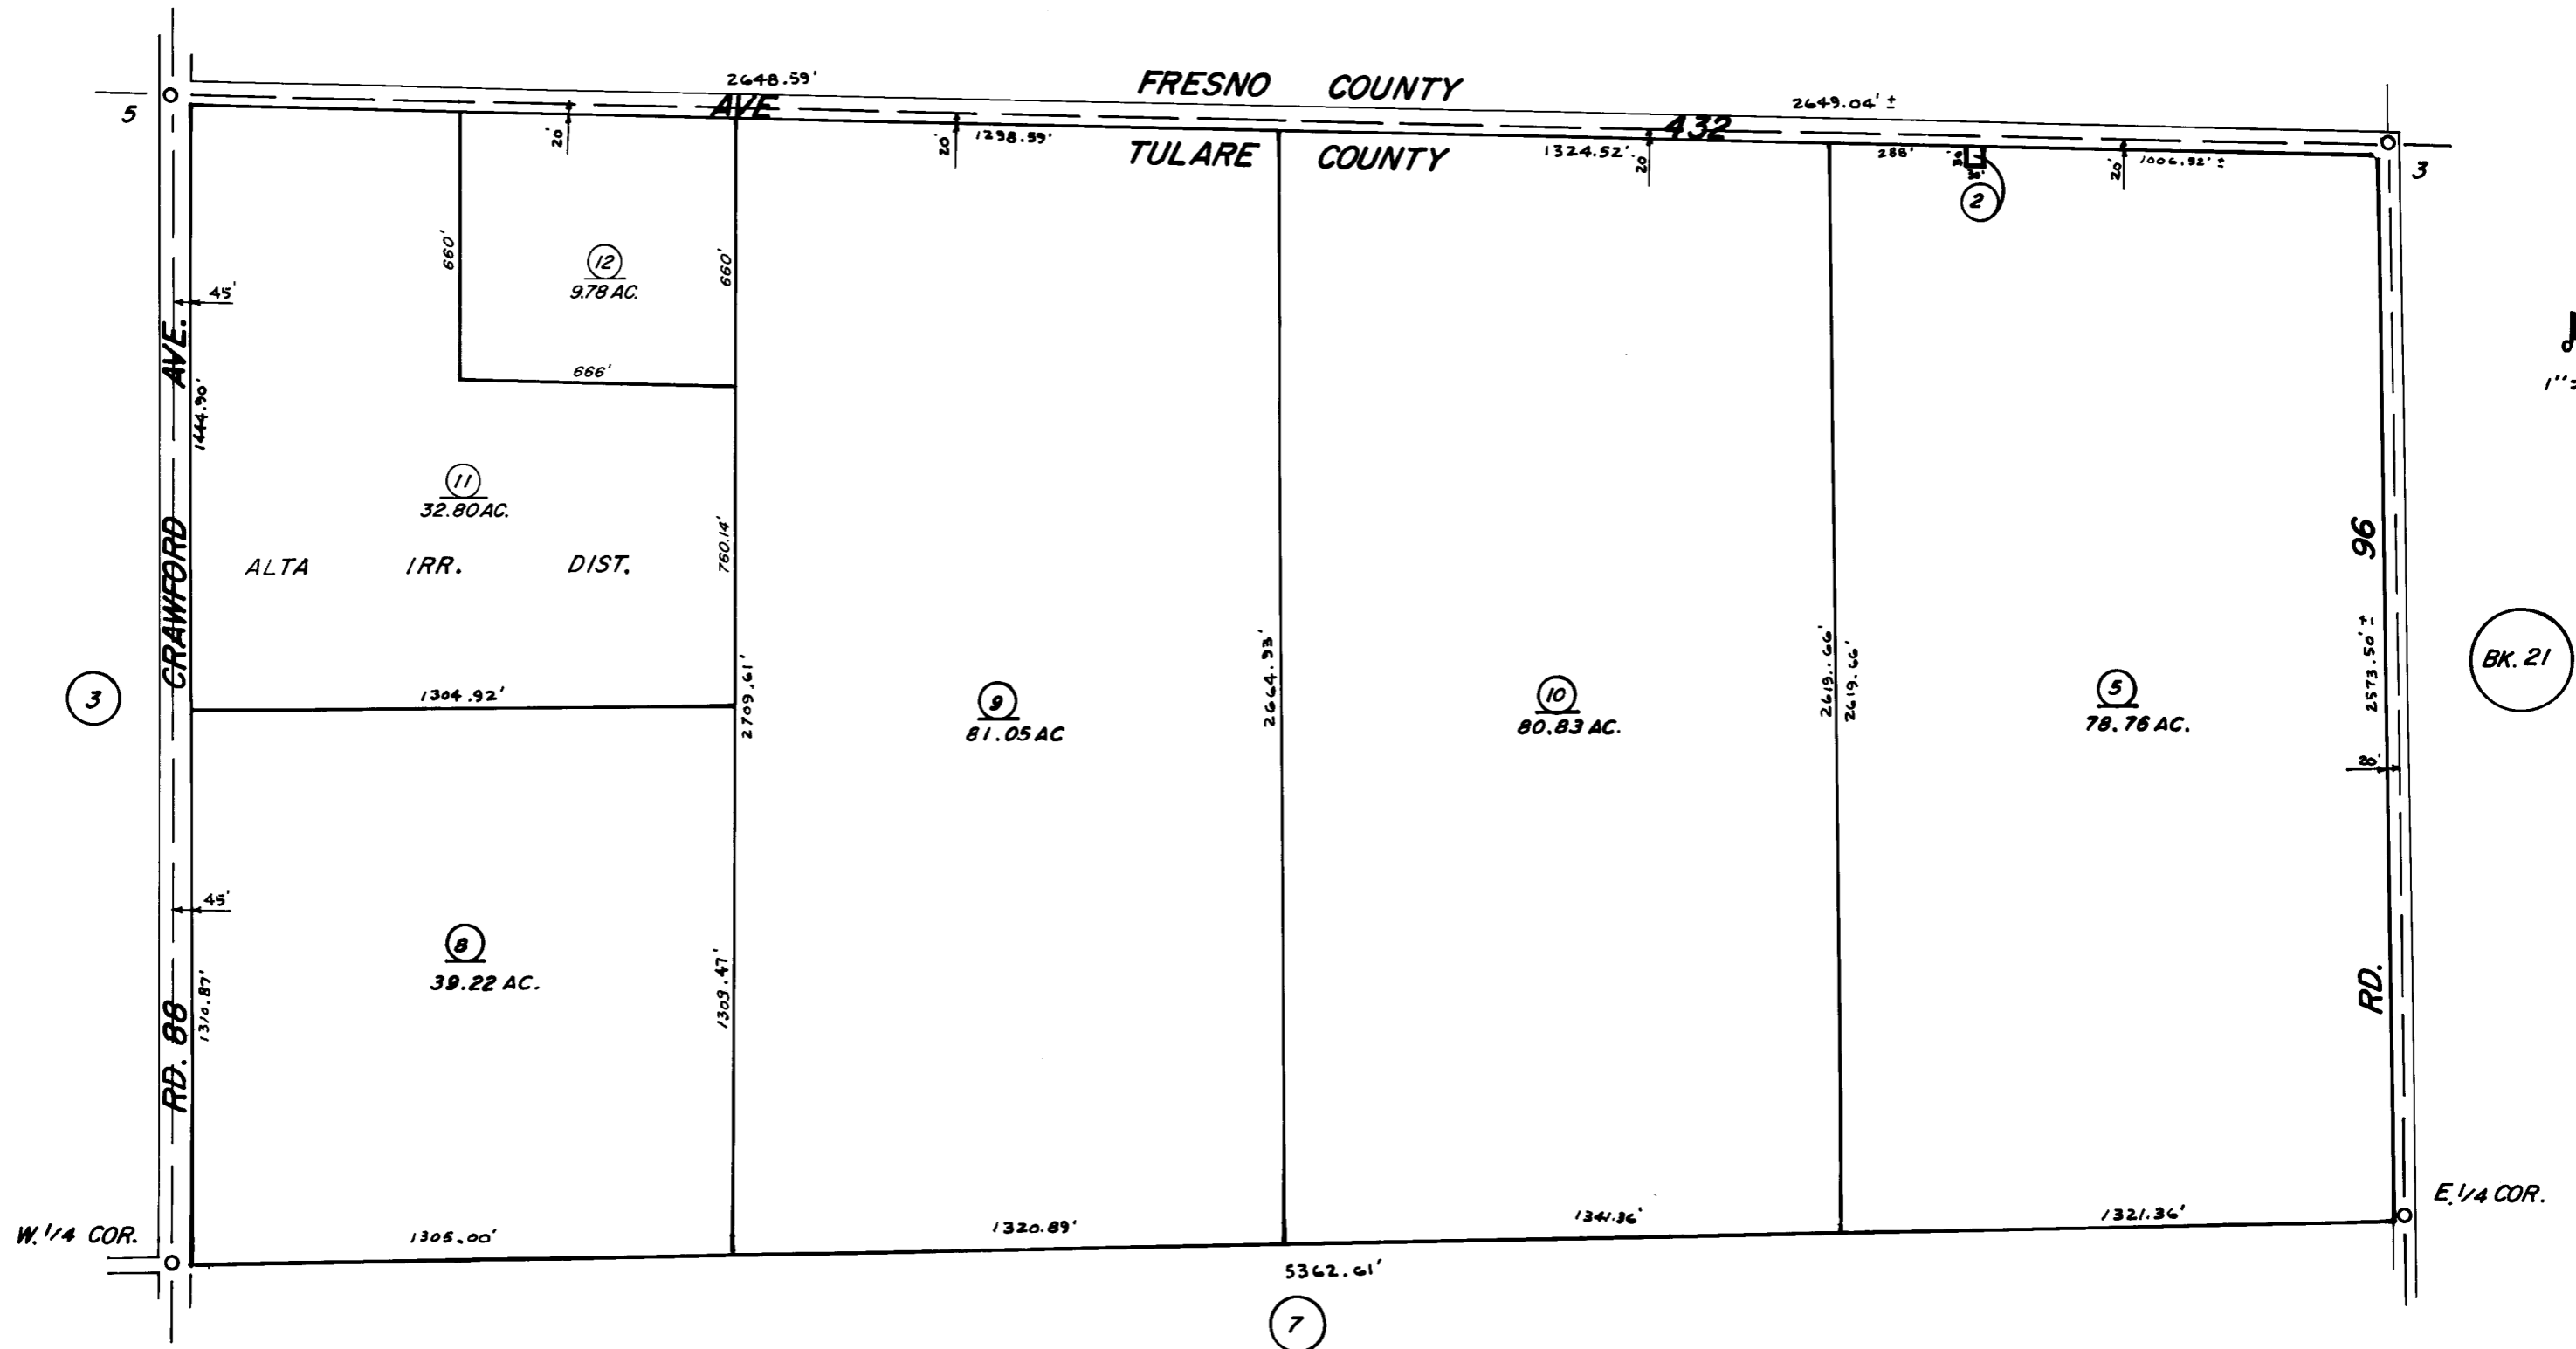 2648.59'
FRESNO COUNTY
2649.04' ±
5
AVE
432
3
20'
20'
1298.59'
TULARE COUNTY
1324.52'
20'
288'
30'
30'
20'
1006.92' ±
2
660'
660'
12
9.78 AC.
45'
666'
1"=
CRAWFORD AVE.
1444.90'
11
32.80 AC.
760.14'
ALTA IRR. DIST.
96
BK. 21
3
1304.92'
2709.61'
2664.93'
2619.66'
2619.66'
2573.50' ±
9
81.05 AC
10
80.83 AC.
5
78.76 AC.
20'
45'
8
39.22 AC.
RD. 88
1310.87'
1309.47'
RD.
W. 1/4 COR.
1305.00'
1320.89'
1341.36'
1321.36'
E. 1/4 COR.
5362.61'
7